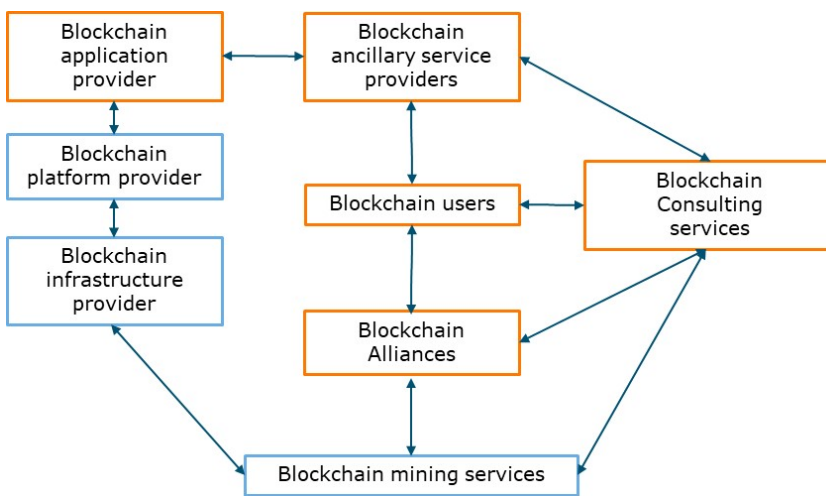 Blockchain
application
provider
Blockchain
ancillary service
providers
Blockchain
platform provider
Blockchain users
Blockchain
Consulting
services
Blockchain
infrastructure
provider
Blockchain
Alliances
Blockchain mining services